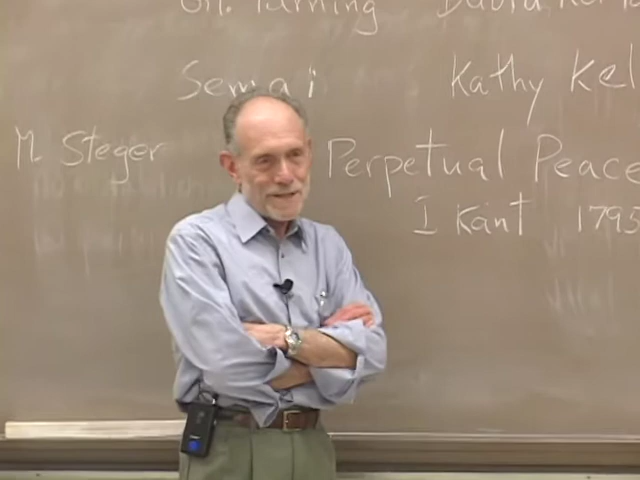 Semai
Kathy Kel
M Steger
Perpetual Peace
I Kant 1795